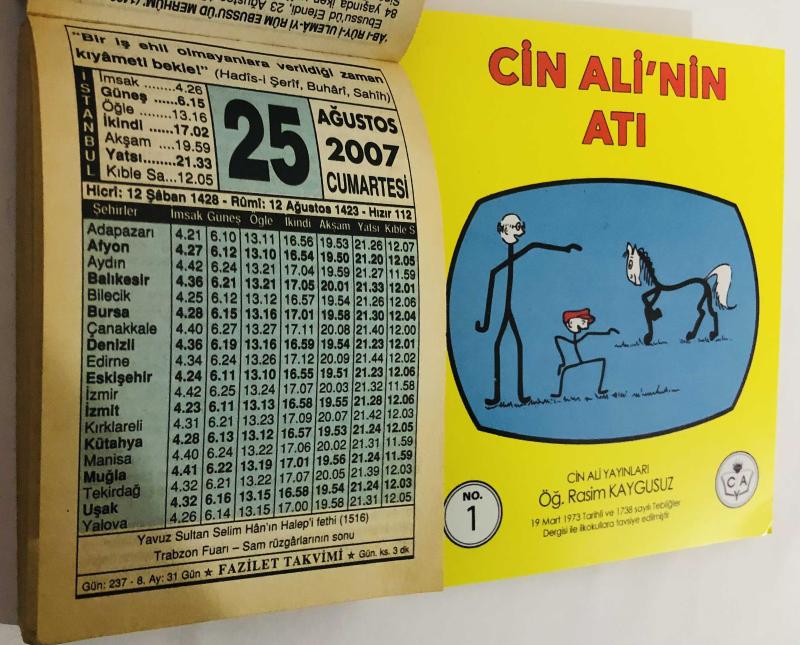 'ÂB-I RÛY-İ ULEMÂ-Yİ RÛM EBUSSU'ÛD MERHÛM'
Ebussu'ûd Efendi, 23 Ağustos
84 yaşında iken
"Bir iş ehil olmayanlara verildiği zaman
kıyâmeti bekle!" (Hadîs-i Şerîf, Buhârî, Sahîh)
İSTANBUL
İmsak ........4.26
Güneş ......6.15
Öğle ........13.16
İkindi ......17.02
Akşam ....19.59
Yatsı.......21.33
Kıble Sa...12.05
25
AĞUSTOS
2007
CUMARTESİ
Hicrî: 12 Şâban 1428 - Rûmî: 12 Ağustos 1423 - Hızır 112
Şehirler İmsak Güneş Öğle İkindi Akşam Yatsı Kıble S
Adapazarı 4.21 6.10 13.11 16.56 19.53 21.26 12.07
Afyon 4.27 6.12 13.10 16.54 19.50 21.20 12.05
Aydın 4.42 6.24 13.21 17.04 19.59 21.27 11.59
Balıkesir 4.36 6.21 13.21 17.05 20.01 21.33 12.01
Bilecik 4.25 6.12 13.12 16.57 19.54 21.26 12.06
Bursa 4.28 6.15 13.16 17.01 19.58 21.30 12.04
Çanakkale 4.40 6.27 13.27 17.11 20.08 21.40 12.00
Denizli 4.36 6.19 13.16 16.59 19.54 21.23 12.01
Edirne 4.34 6.24 13.26 17.12 20.09 21.44 12.02
Eskişehir 4.24 6.11 13.10 16.55 19.51 21.23 12.06
İzmir 4.42 6.25 13.24 17.07 20.03 21.32 11.58
İzmit 4.23 6.11 13.13 16.58 19.55 21.28 12.06
Kırklareli 4.31 6.21 13.23 17.09 20.07 21.42 12.03
Kütahya 4.28 6.13 13.12 16.57 19.53 21.24 12.05
Manisa 4.40 6.24 13.22 17.06 20.02 21.31 11.59
Muğla 4.41 6.22 13.19 17.01 19.56 21.24 11.59
Tekirdağ 4.32 6.21 13.22 17.07 20.05 21.39 12.03
Uşak 4.32 6.16 13.15 16.58 19.54 21.24 12.03
Yalova 4.26 6.14 13.15 17.00 19.58 21.31 12.05
Yavuz Sultan Selim Hân'ın Halep'i fethi (1516)
Trabzon Fuarı – Sam rüzgârlarının sonu
Gün: 237 - 8. Ay: 31 Gün ★ FAZİLET TAKVİMİ ★ Gün. ks. 3 dk
CİN ALİ'NİN
ATI
NO.
1
CİN ALİ YAYINLARI
Öğ. Rasim KAYGUSUZ
19 Mart 1973 Tarihli ve 1738 sayılı Tebliğler
Dergisi ile ilkokullara tavsiye edilmiştir
C A
Y